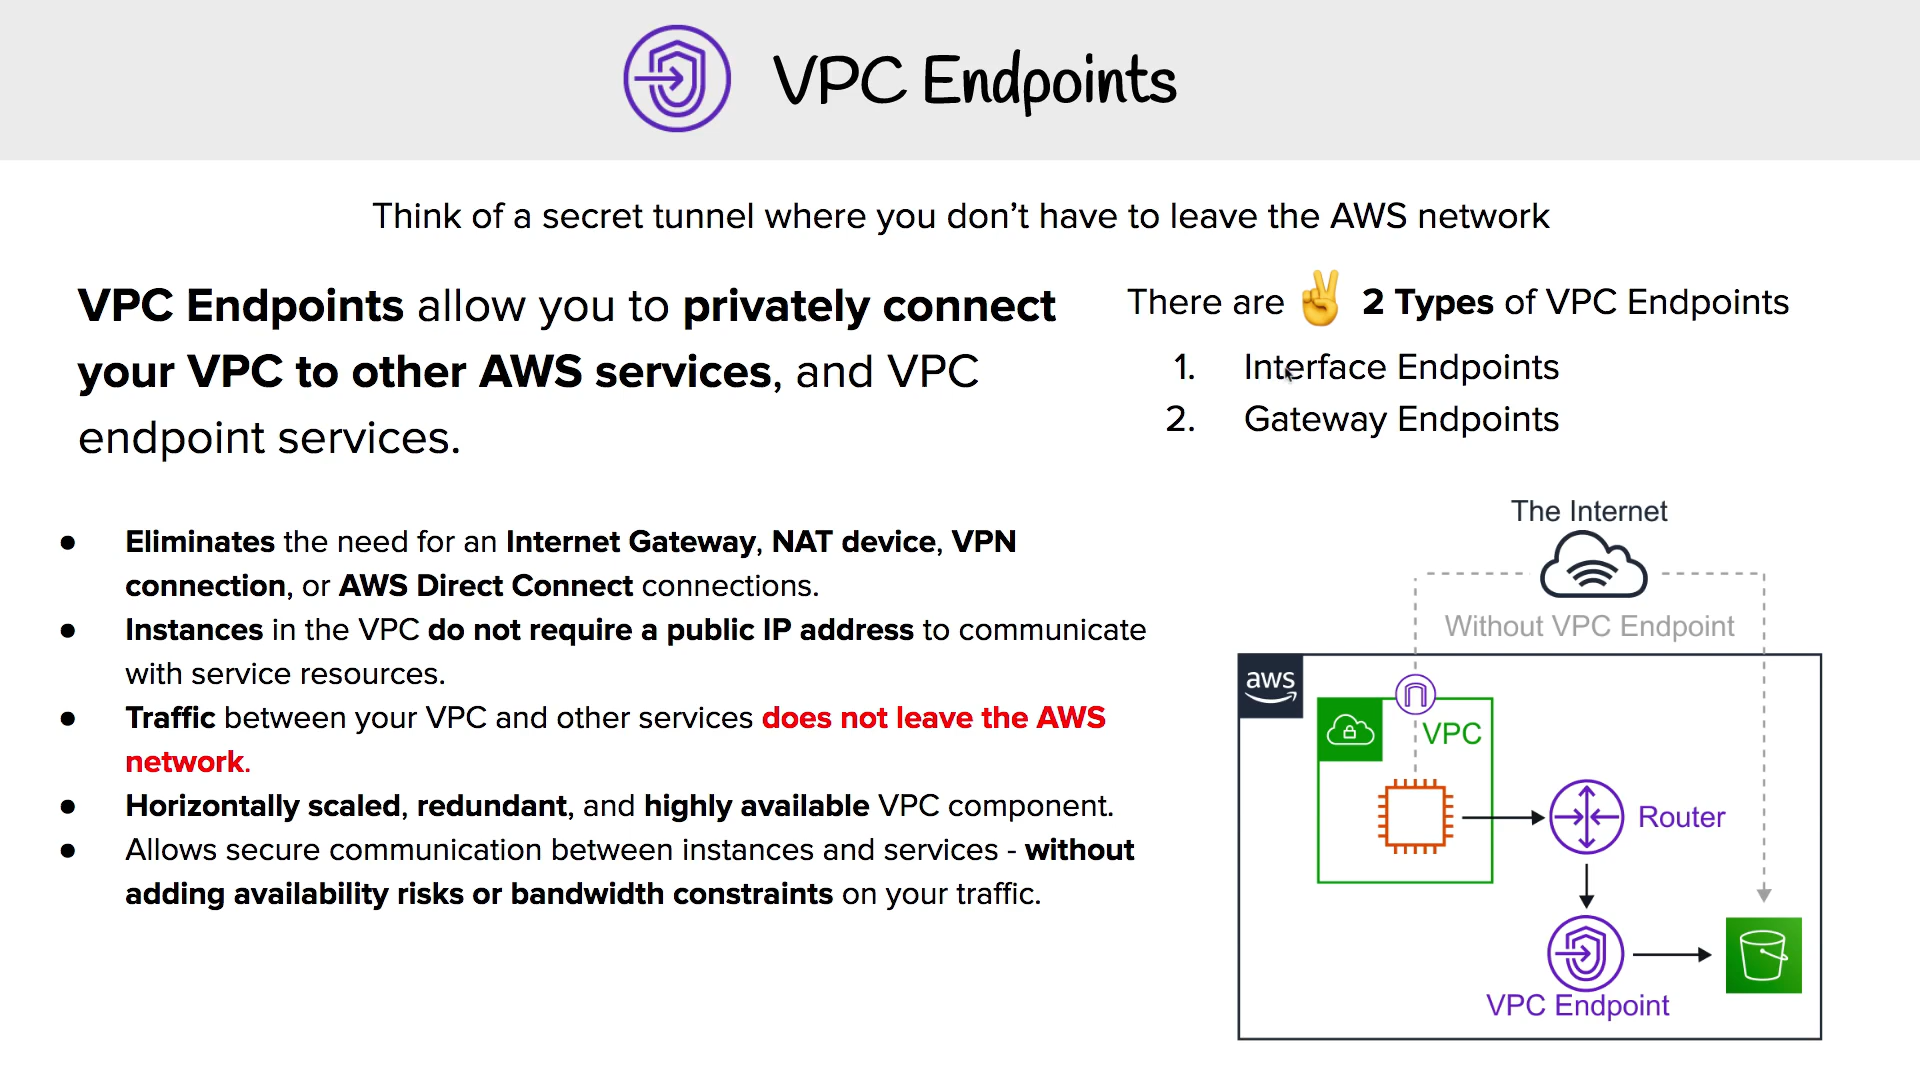 VPC Endpoints
Think of a secret tunnel where you don’t have to leave the AWS network
VPC Endpoints allow you to privately connect
your VPC to other AWS services, and VPC
endpoint services.
There are ✌️ 2 Types of VPC Endpoints
1. Interface Endpoints
2. Gateway Endpoints
● Eliminates the need for an Internet Gateway, NAT device, VPN
connection, or AWS Direct Connect connections.
● Instances in the VPC do not require a public IP address to communicate
with service resources.
● Traffic between your VPC and other services does not leave the AWS
network.
● Horizontally scaled, redundant, and highly available VPC component.
● Allows secure communication between instances and services - without
adding availability risks or bandwidth constraints on your traffic.
The Internet
Without VPC Endpoint
aws
VPC
Router
VPC Endpoint